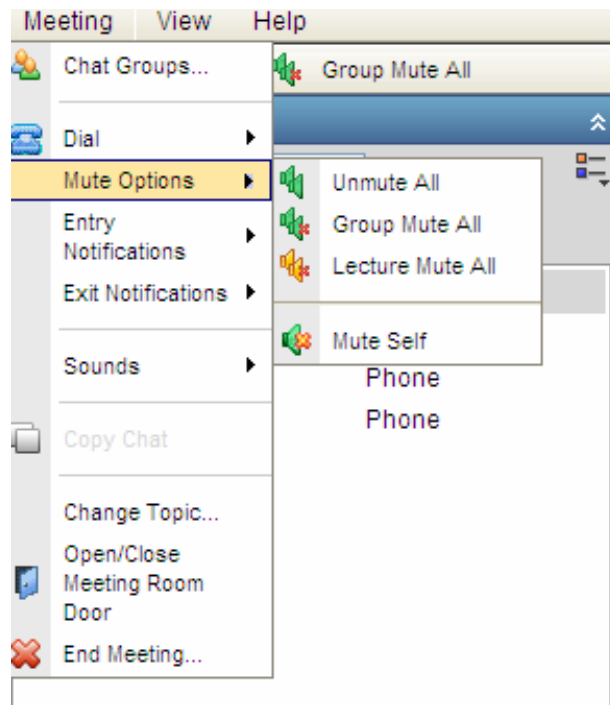 Meeting View Help
Chat Groups...
Group Mute All
Dial
Mute Options
Unmute All
Group Mute All
Lecture Mute All
Mute Self
Entry
Notifications
Exit Notifications
Sounds
Phone
Phone
Copy Chat
Change Topic...
Open/Close
Meeting Room
Door
End Meeting...